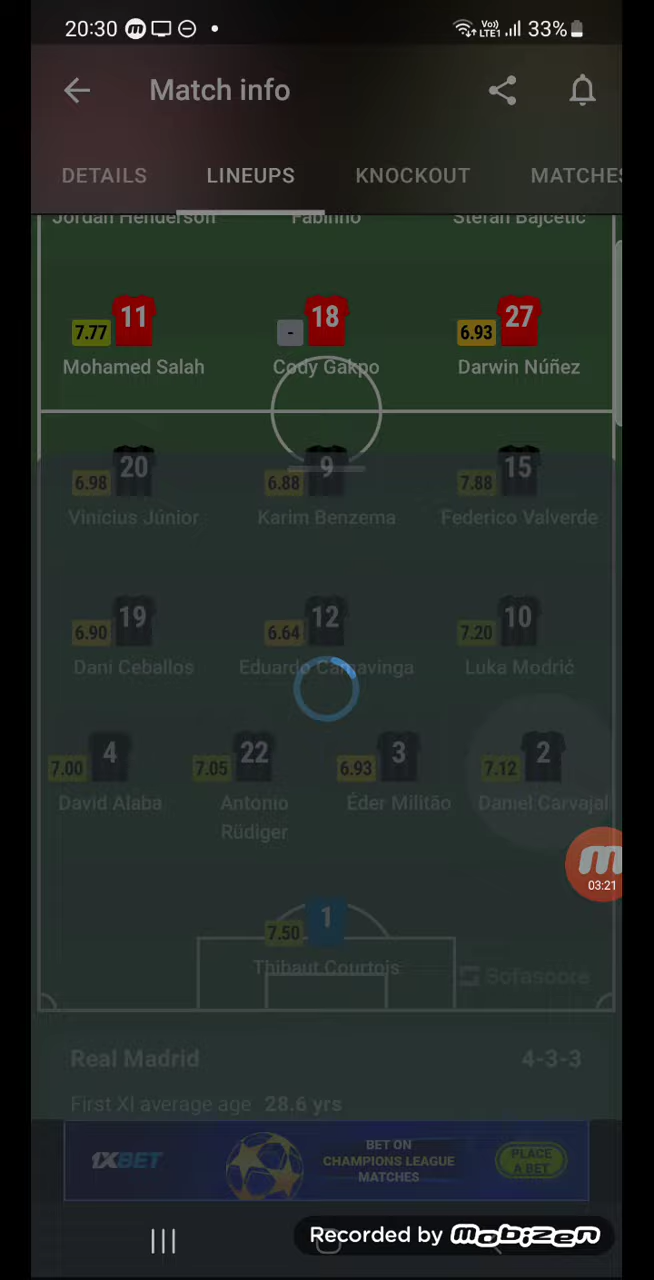 20:30 Vo)) LTE1 33%
Match info
DETAILS LINEUPS KNOCKOUT MATCHES
Jordan Henderson Fabinho Stefan Bajcetic
11 18 27
7.77 - 6.93
Mohamed Salah Cody Gakpo Darwin Núñez
20 9 15
6.98 6.88 7.88
Vinícius Júnior Karim Benzema Federico Valverde
19 12 10
6.90 6.64 7.20
Dani Ceballos Eduardo Camavinga Luka Modrić
4 22 3 2
7.00 7.05 6.93 7.12
David Alaba Antonio Éder Militão Daniel Carvajal
Rüdiger
03:21
1
7.50
Thibaut Courtois Sofascore
Real Madrid 4-3-3
First XI average age 28.6 yrs
1XBET BET ON
CHAMPIONS LEAGUE
MATCHES
PLACE
A BET
Recorded by mobizen